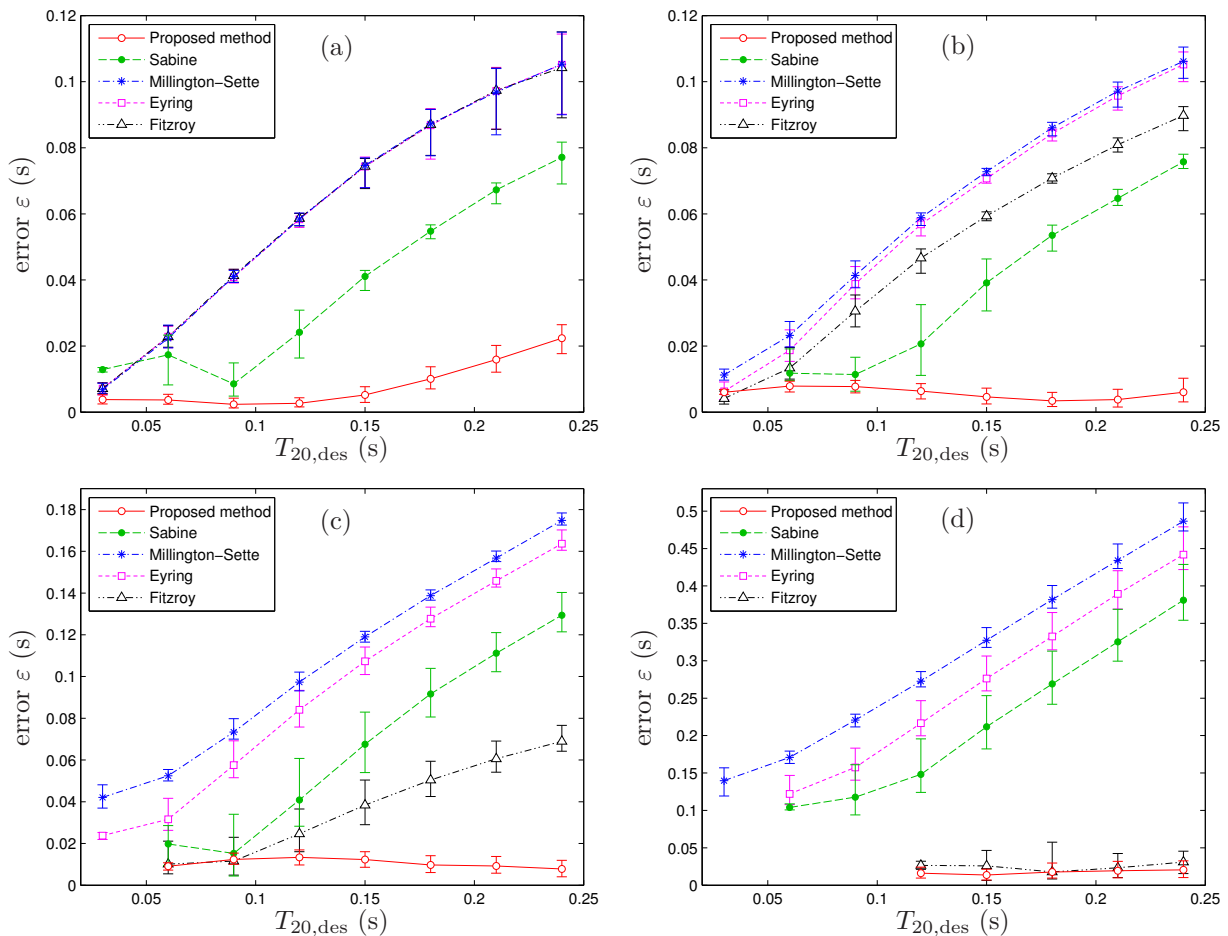 (a)
Proposed method
Sabine
Millington−Sette
Eyring
Fitzroy
0.12
0.1
0.08
0.06
0.04
0.02
0
error ε (s)
0.05 0.1 0.15 0.2 0.25
T20,des (s)
(b)
Proposed method
Sabine
Millington−Sette
Eyring
Fitzroy
0.12
0.1
0.08
0.06
0.04
0.02
0
error ε (s)
0.05 0.1 0.15 0.2 0.25
T20,des (s)
(c)
Proposed method
Sabine
Millington−Sette
Eyring
Fitzroy
0.18
0.16
0.14
0.12
0.1
0.08
0.06
0.04
0.02
0
error ε (s)
0.05 0.1 0.15 0.2 0.25
T20,des (s)
(d)
Proposed method
Sabine
Millington−Sette
Eyring
Fitzroy
0.5
0.45
0.4
0.35
0.3
0.25
0.2
0.15
0.1
0.05
0
error ε (s)
0.05 0.1 0.15 0.2 0.25
T20,des (s)